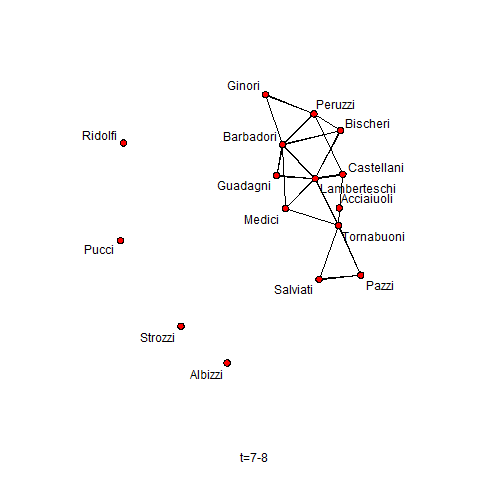 Ginori
Peruzzi
Bischeri
Ridolfi
Barbadori
Castellani
Guadagni
Lamberteschi
Acciaiuoli
Medici
Tornabuoni
Pucci
Salviati
Pazzi
Strozzi
Albizzi
t=7-8